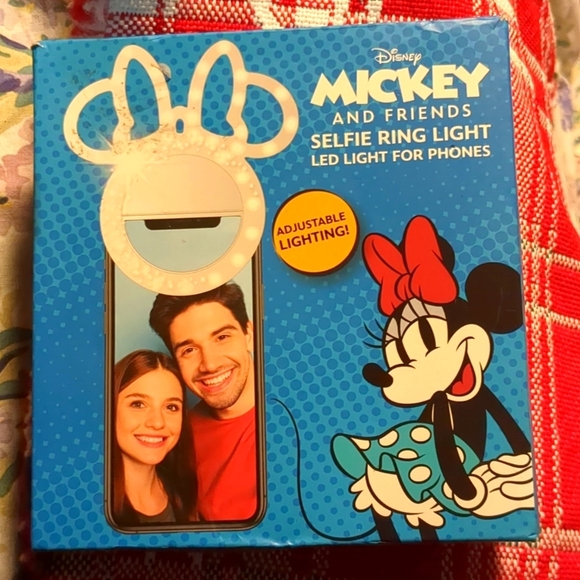 Disney
MICKEY
AND FRIENDS
SELFIE RING LIGHT
LED LIGHT FOR PHONES
ADJUSTABLE
LIGHTING!